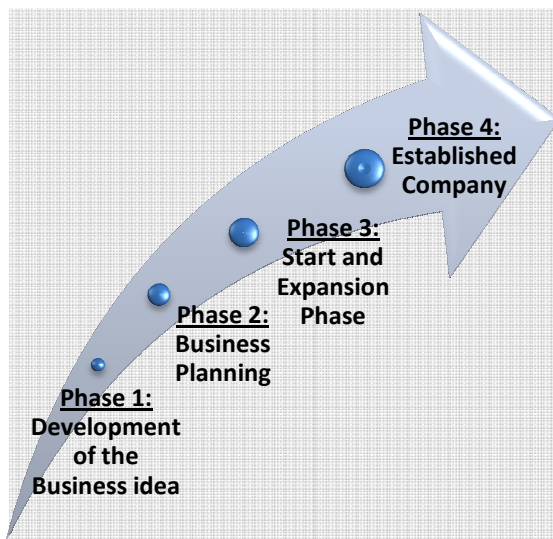 Phase 1:
Development
of the
Business idea
Phase 2:
Business
Planning
Phase 3:
Start and
Expansion
Phase
Phase 4:
Established
Company